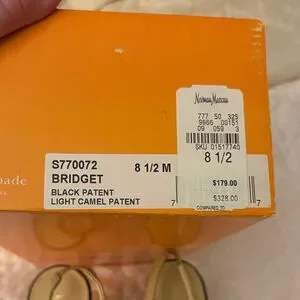 Neiman Marcus
777 50 325
9666 00151
09 059 3
SKU 01517740
8 1/2
$179.00
$328.00
COMPARED TO
S770072 8 1/2 M
BRIDGET
BLACK PATENT
LIGHT CAMEL PATENT
7 7
pade